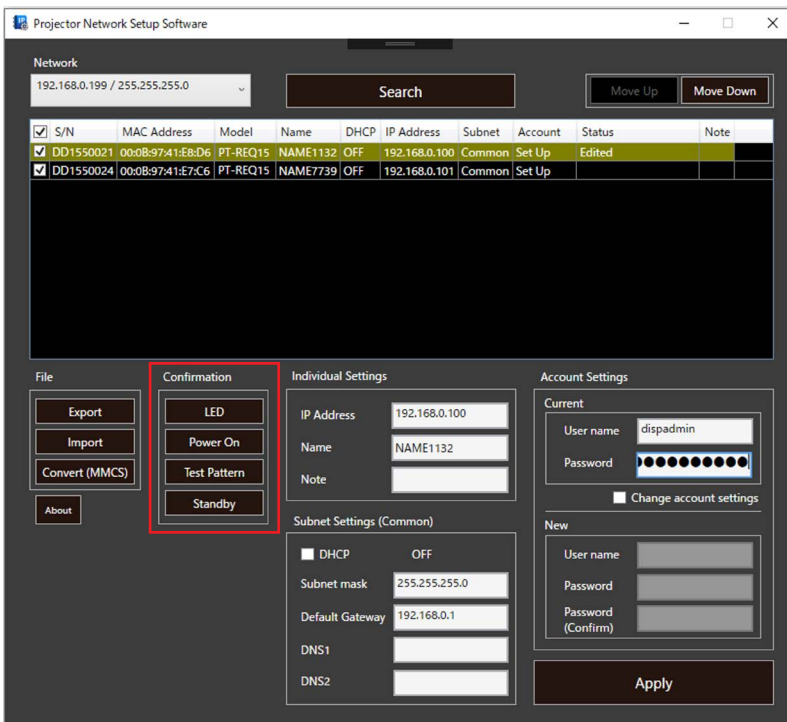 Projector Network Setup Software
Network
192.168.0.199 / 255.255.255.0
Search
Move Up
Move Down
S/N MAC Address Model Name DHCP IP Address Subnet Account Status Note
DD1550021 00:0B:97:41:E8:D6 PT-REQ15 NAME1132 OFF 192.168.0.100 Common Set Up Edited
DD1550024 00:0B:97:41:E7:C6 PT-REQ15 NAME7739 OFF 192.168.0.101 Common Set Up
File
Export
Import
Convert (MMCS)
About
Confirmation
LED
Power On
Test Pattern
Standby
Individual Settings
IP Address 192.168.0.100
Name NAME1132
Note
Subnet Settings (Common)
DHCP OFF
Subnet mask 255.255.255.0
Default Gateway 192.168.0.1
DNS1
DNS2
Account Settings
Current
User name dispadmin
Password
Change account settings
New
User name
Password
Password
(Confirm)
Apply